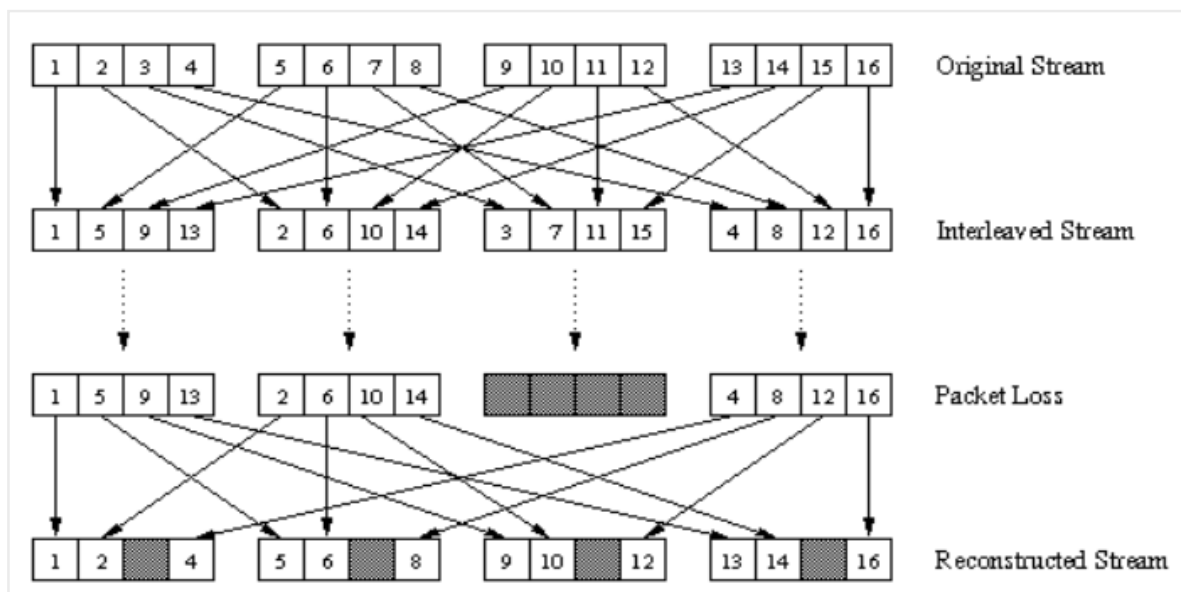 1 2 3 4 5 6 7 8 9 10 11 12 13 14 15 16 Original Stream
1 5 9 13 2 6 10 14 3 7 11 15 4 8 12 16 Interleaved Stream
1 5 9 13 2 6 10 14 4 8 12 16 Packet Loss
1 2 4 5 6 8 9 10 12 13 14 16 Reconstructed Stream